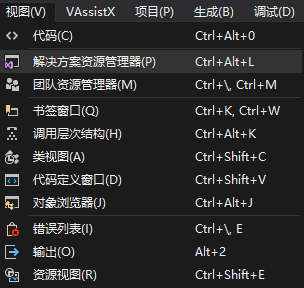 视图(V) VAssistX 项目(P) 生成(B) 调试(D)
代码(C) Ctrl+Alt+0
解决方案资源管理器(P) Ctrl+Alt+L
团队资源管理器(M) Ctrl+\, Ctrl+M
书签窗口(Q) Ctrl+K, Ctrl+W
调用层次结构(H) Ctrl+Alt+K
类视图(A) Ctrl+Shift+C
代码定义窗口(D) Ctrl+Shift+V
对象浏览器(J) Ctrl+Alt+J
错误列表(I) Ctrl+\, E
输出(O) Alt+2
资源视图(R) Ctrl+Shift+E